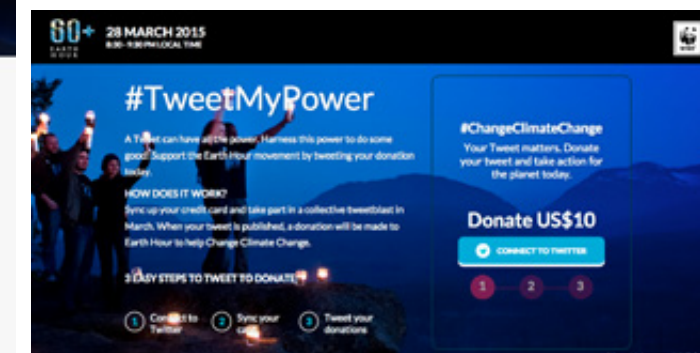 60+
EARTH
HOUR
28 MARCH 2015
8:30 - 9:30 PM LOCAL TIME
WWF
#TweetMyPower
A Tweet can have all the power. Harness this power to do some
good! Support the Earth Hour movement by tweeting your donation
today.
HOW DOES IT WORK?
Sync up your credit card and take part in a collective tweetblast in
March. When your tweet is published, a donation will be made to
Earth Hour to help Change Climate Change.
3 EASY STEPS TO TWEET TO DONATE
1 Connect to
Twitter
2 Sync your
card
3 Tweet your
donations
#ChangeClimateChange
Your Tweet matters. Donate
your tweet and take action for
the planet today.
Donate US$10
CONNECT TO TWITTER
1 2 3